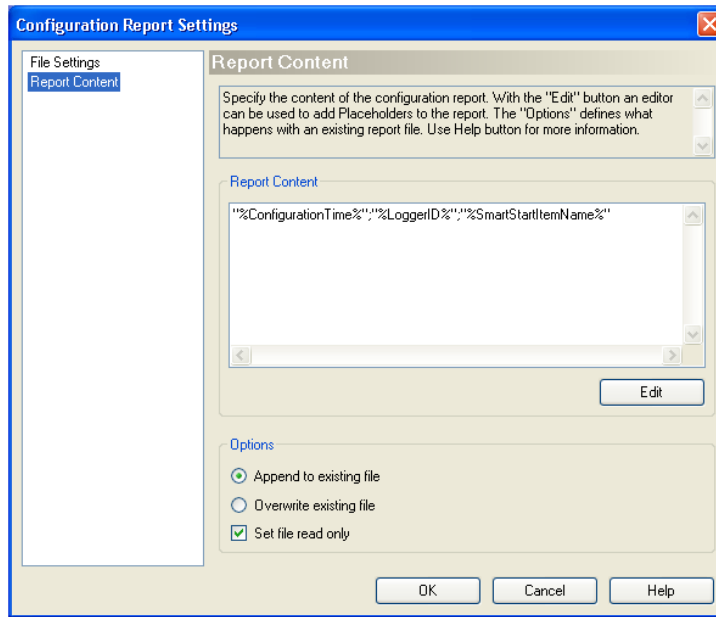 Configuration Report Settings
File Settings
Report Content
Report Content
Specify the content of the configuration report. With the "Edit" button an editor
can be used to add Placeholders to the report. The "Options" defines what
happens with an existing report file. Use Help button for more information.
Report Content
"%ConfigurationTime%";"%LoggerID%";"%SmartStartItemName%"
Edit
Options
Append to existing file
Overwrite existing file
Set file read only
OK
Cancel
Help